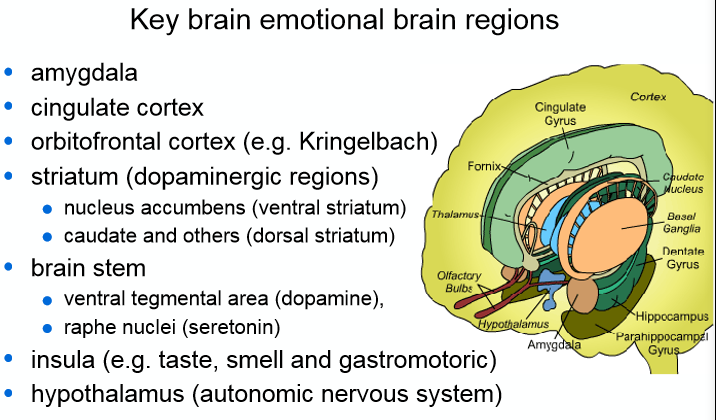 Key brain emotional brain regions
• amygdala
• cingulate cortex
• orbitofrontal cortex (e.g. Kringelbach)
• striatum (dopaminergic regions)
• nucleus accumbens (ventral striatum)
• caudate and others (dorsal striatum)
• brain stem
• ventral tegmental area (dopamine),
• raphe nuclei (seretonin)
• insula (e.g. taste, smell and gastromotoric)
• hypothalamus (autonomic nervous system)
Cortex
Cingulate
Gyrus
Fornix
Caudate
Nucleus
Thalamus
Basal
Ganglia
Dentate
Gyrus
Olfactory
Bulbs
Hypothalamus
Hippocampus
Amygdala
Parahippocampal
Gyrus